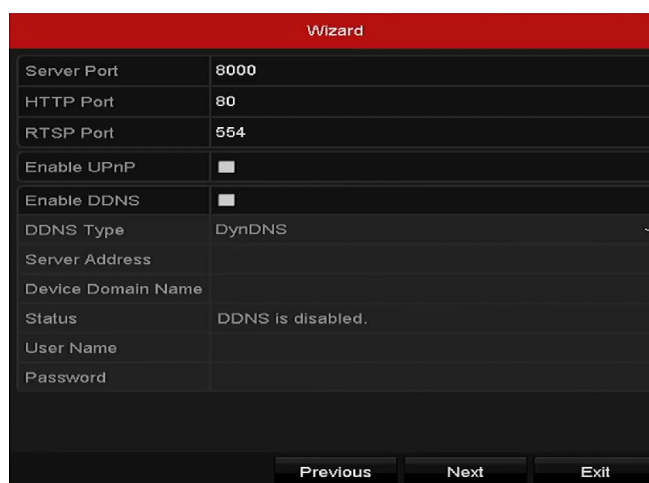 Wizard
Server Port 8000
HTTP Port 80
RTSP Port 554
Enable UPnP
Enable DDNS
DDNS Type DynDNS
Server Address
Device Domain Name
Status DDNS is disabled.
User Name
Password
Previous Next Exit